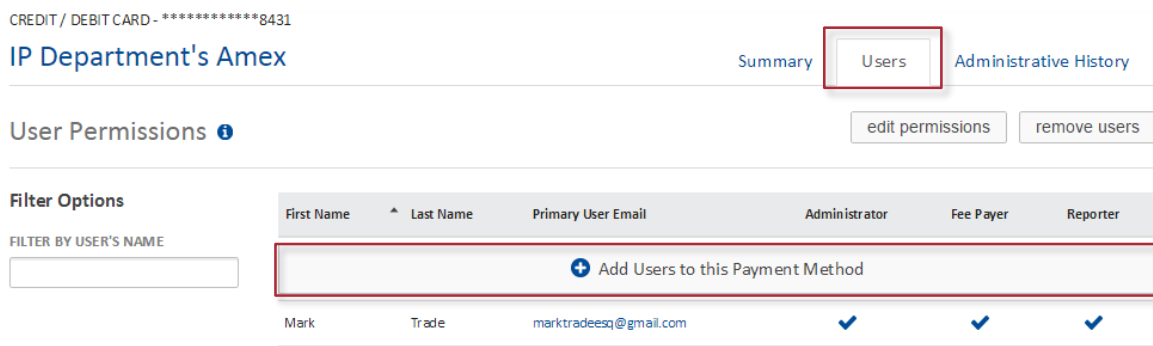 CREDIT / DEBIT CARD - ************8431
IP Department's Amex
Summary Users Administrative History
User Permissions
edit permissions remove users
Filter Options
First Name Last Name Primary User Email Administrator Fee Payer Reporter
FILTER BY USER'S NAME
Add Users to this Payment Method
Mark Trade marktradeesq@gmail.com